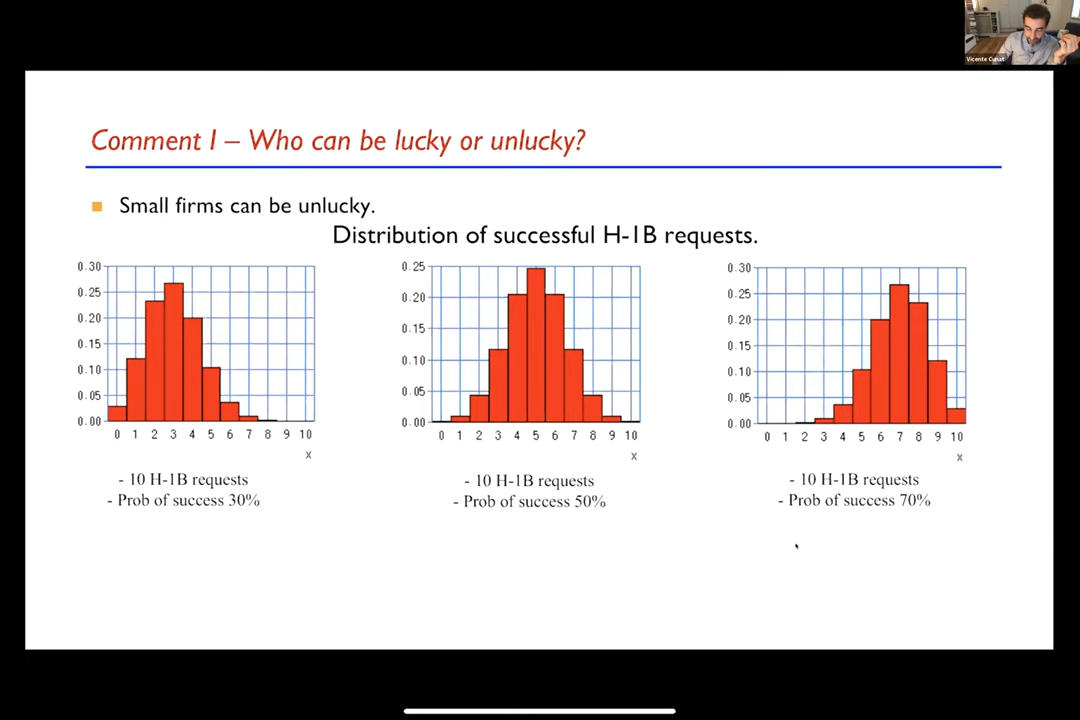 Vicente Cuñat
Comment I – Who can be lucky or unlucky?
Small firms can be unlucky.
Distribution of successful H-1B requests.
0.30
0.25
0.20
0.15
0.10
0.05
0.00
0 1 2 3 4 5 6 7 8 9 10
x
- 10 H-1B requests
- Prob of success 30%
0.25
0.20
0.15
0.10
0.05
0.00
0 1 2 3 4 5 6 7 8 9 10
x
- 10 H-1B requests
- Prob of success 50%
0.30
0.25
0.20
0.15
0.10
0.05
0.00
0 1 2 3 4 5 6 7 8 9 10
x
- 10 H-1B requests
- Prob of success 70%